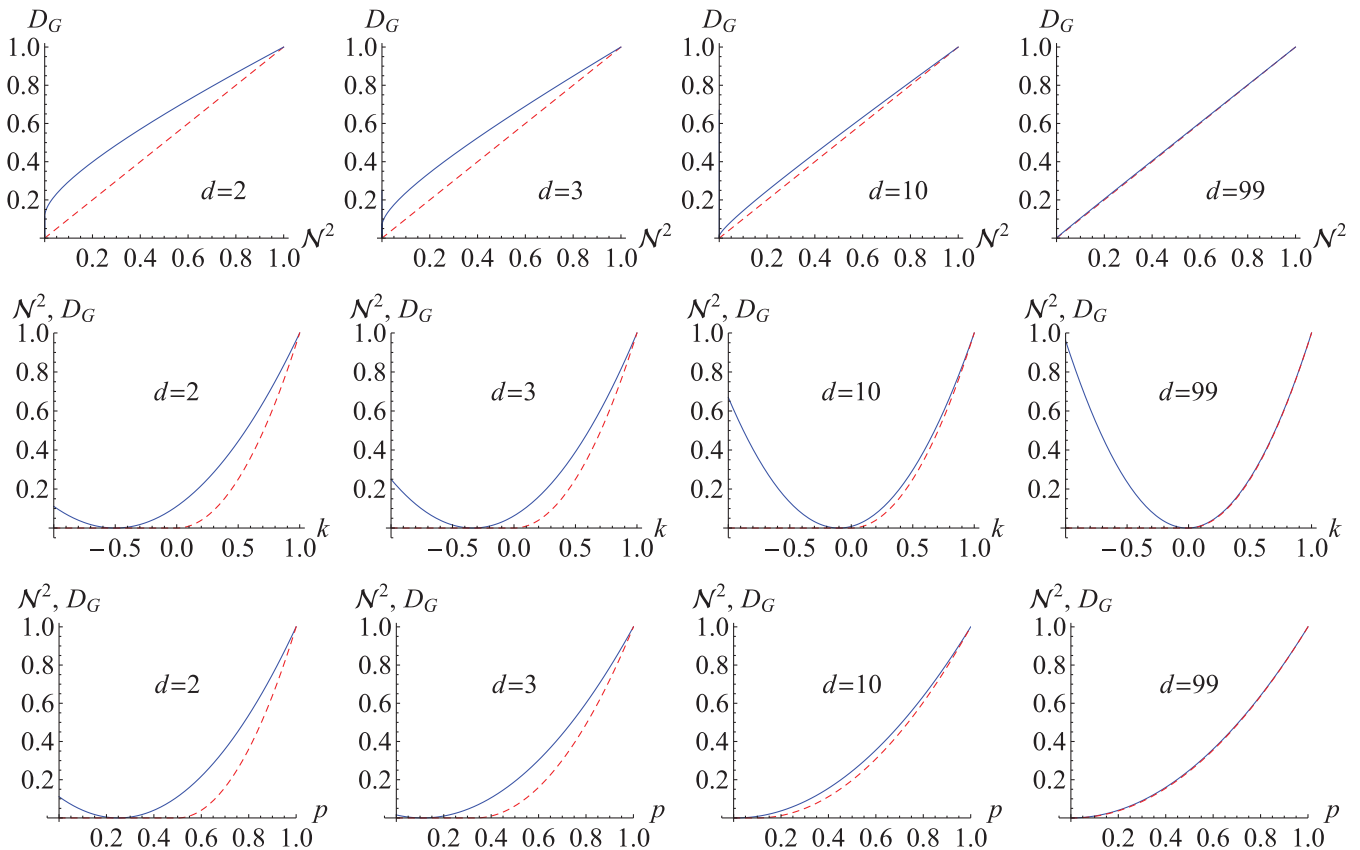 D_G D_G D_G D_G
1.0 1.0 1.0 1.0
0.8 0.8 0.8 0.8
0.6 0.6 0.6 0.6
0.4 0.4 0.4 0.4
0.2 d=2 0.2 d=3 0.2 d=10 0.2 d=99
𝒩² 𝒩² 𝒩² 𝒩²
0.2 0.4 0.6 0.8 1.0 0.2 0.4 0.6 0.8 1.0 0.2 0.4 0.6 0.8 1.0 0.2 0.4 0.6 0.8 1.0
𝒩², D_G 𝒩², D_G 𝒩², D_G 𝒩², D_G
1.0 1.0 1.0 1.0
0.8 0.8 0.8 0.8
d=2 d=3 d=10 d=99
0.6 0.6 0.6 0.6
0.4 0.4 0.4 0.4
0.2 0.2 0.2 0.2
k k k k
−0.5 0.0 0.5 1.0 −0.5 0.0 0.5 1.0 −0.5 0.0 0.5 1.0 −0.5 0.0 0.5 1.0
𝒩², D_G 𝒩², D_G 𝒩², D_G 𝒩², D_G
1.0 1.0 1.0 1.0
0.8 0.8 0.8 0.8
d=2 d=3 d=10 d=99
0.6 0.6 0.6 0.6
0.4 0.4 0.4 0.4
0.2 0.2 0.2 0.2
p p p p
0.2 0.4 0.6 0.8 1.0 0.2 0.4 0.6 0.8 1.0 0.2 0.4 0.6 0.8 1.0 0.2 0.4 0.6 0.8 1.0